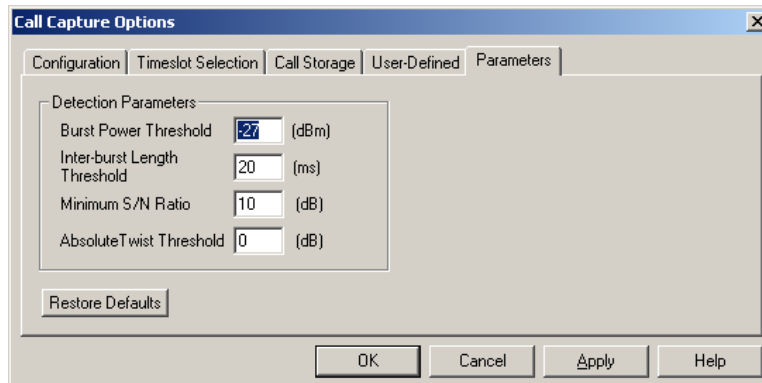 Call Capture Options
Configuration Timeslot Selection Call Storage User-Defined Parameters
Detection Parameters
Burst Power Threshold -27 (dBm)
Inter-burst Length
Threshold 20 (ms)
Minimum S/N Ratio 10 (dB)
AbsoluteTwist Threshold 0 (dB)
Restore Defaults
OK Cancel Apply Help